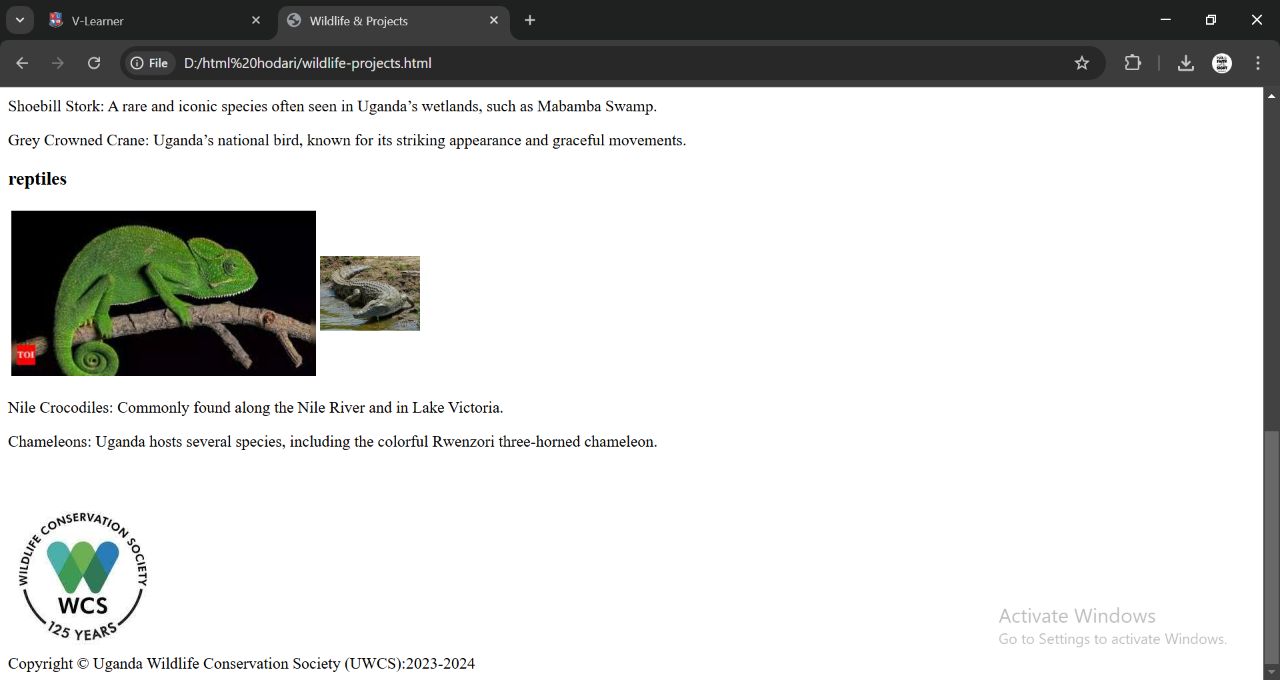 V-Learner
Wildlife & Projects
File
D:/html%20hodari/wildlife-projects.html
Shoebill Stork: A rare and iconic species often seen in Uganda’s wetlands, such as Mabamba Swamp.
Grey Crowned Crane: Uganda’s national bird, known for its striking appearance and graceful movements.
reptiles
TOI
Nile Crocodiles: Commonly found along the Nile River and in Lake Victoria.
Chameleons: Uganda hosts several species, including the colorful Rwenzori three-horned chameleon.
WILDLIFE CONSERVATION SOCIETY
WCS
125 YEARS
Activate Windows
Go to Settings to activate Windows.
Copyright © Uganda Wildlife Conservation Society (UWCS):2023-2024